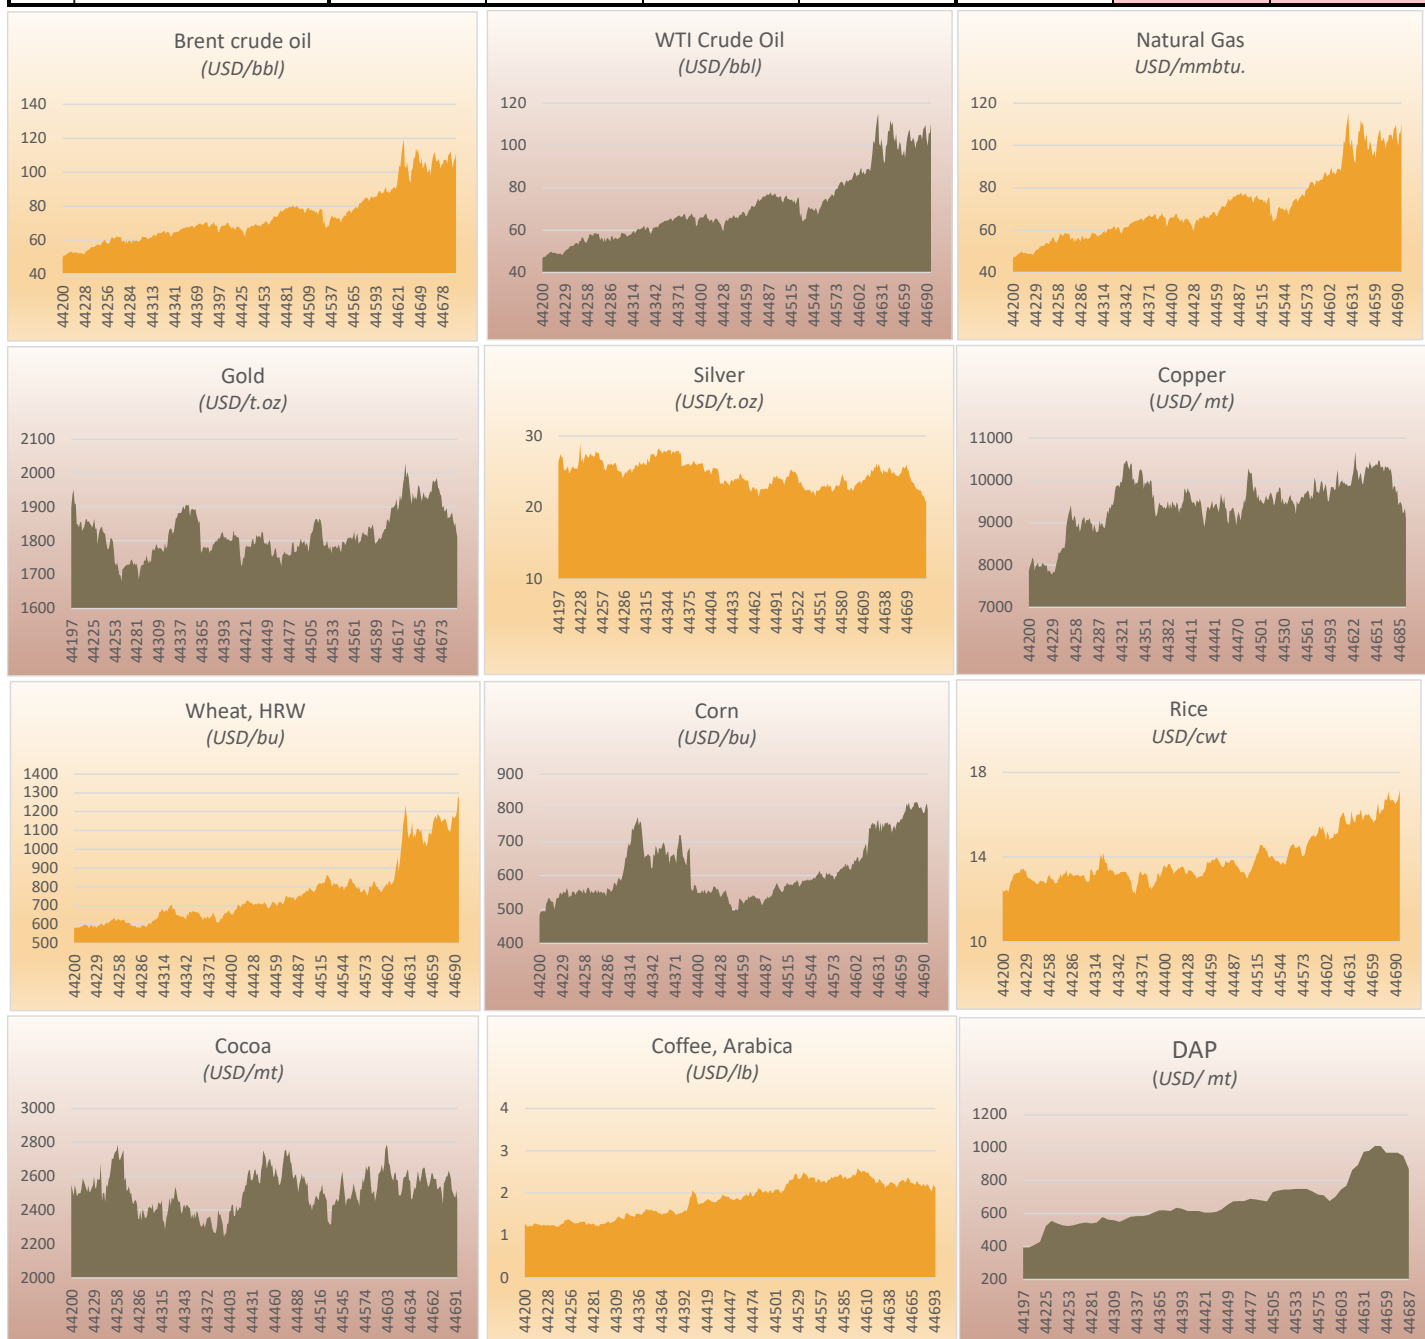 Brent crude oil
(USD/bbl)
140
120
100
80
60
40
44200 44228 44256 44284 44313 44341 44369 44397 44425 44453 44481 44509 44537 44565 44593 44621 44649 44678
WTI Crude Oil
(USD/bbl)
120
100
80
60
40
44200 44229 44258 44286 44314 44342 44371 44400 44428 44459 44487 44515 44544 44573 44602 44631 44659 44690
Natural Gas
USD/mmbtu.
120
100
80
60
40
44200 44229 44258 44286 44314 44342 44371 44400 44428 44459 44487 44515 44544 44573 44602 44631 44659 44690
Gold
(USD/t.oz)
2100
2000
1900
1800
1700
1600
44197 44225 44253 44281 44309 44337 44365 44393 44421 44449 44477 44505 44533 44561 44589 44617 44645 44673
Silver
(USD/t.oz)
30
20
10
44197 44228 44257 44286 44315 44344 44375 44404 44433 44462 44491 44522 44551 44580 44609 44638 44669
Copper
(USD/ mt)
11000
10000
9000
8000
7000
44200 44229 44258 44287 44321 44351 44382 44411 44441 44470 44501 44530 44561 44593 44622 44651 44685
Wheat, HRW
(USD/bu)
1400
1300
1200
1100
1000
900
800
700
600
500
44200 44229 44258 44286 44314 44342 44371 44400 44428 44459 44487 44515 44544 44573 44602 44631 44659 44690
Corn
(USD/bu)
900
800
700
600
500
400
44200 44229 44258 44286 44314 44342 44371 44400 44428 44459 44487 44515 44544 44573 44602 44631 44659 44690
Rice
USD/cwt
18
14
10
44200 44229 44258 44286 44314 44342 44371 44400 44428 44459 44487 44515 44544 44573 44602 44631 44659 44690
Cocoa
(USD/mt)
3000
2800
2600
2400
2200
2000
44200 44229 44258 44286 44315 44343 44372 44403 44431 44460 44488 44516 44545 44574 44603 44634 44662 44691
Coffee, Arabica
(USD/lb)
4
3
2
1
0
44200 44228 44256 44281 44309 44336 44364 44392 44419 44447 44474 44501 44529 44557 44585 44610 44638 44665 44693
DAP
(USD/ mt)
1200
1000
800
600
400
200
44197 44225 44253 44281 44309 44337 44365 44393 44421 44449 44477 44505 44533 44575 44603 44631 44659 44687